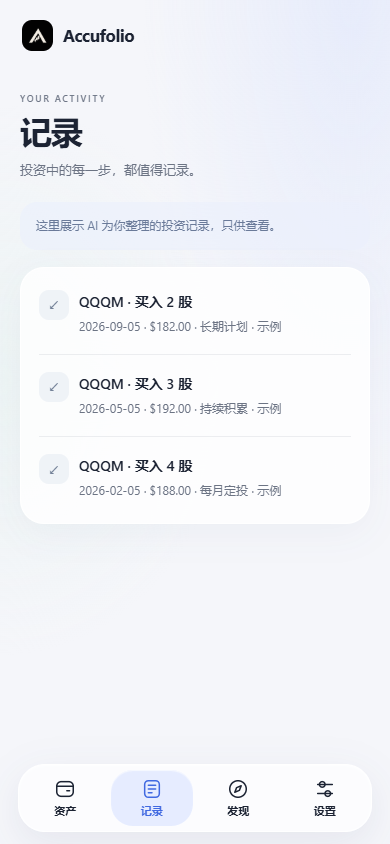 Accufolio
YOUR ACTIVITY
记录
投资中的每一步，都值得记录。
这里展示 AI 为你整理的投资记录，只供查看。
QQQM · 买入 2 股
2026-09-05 · $182.00 · 长期计划 · 示例
QQQM · 买入 3 股
2026-05-05 · $192.00 · 持续积累 · 示例
QQQM · 买入 4 股
2026-02-05 · $188.00 · 每月定投 · 示例
资产
记录
发现
设置